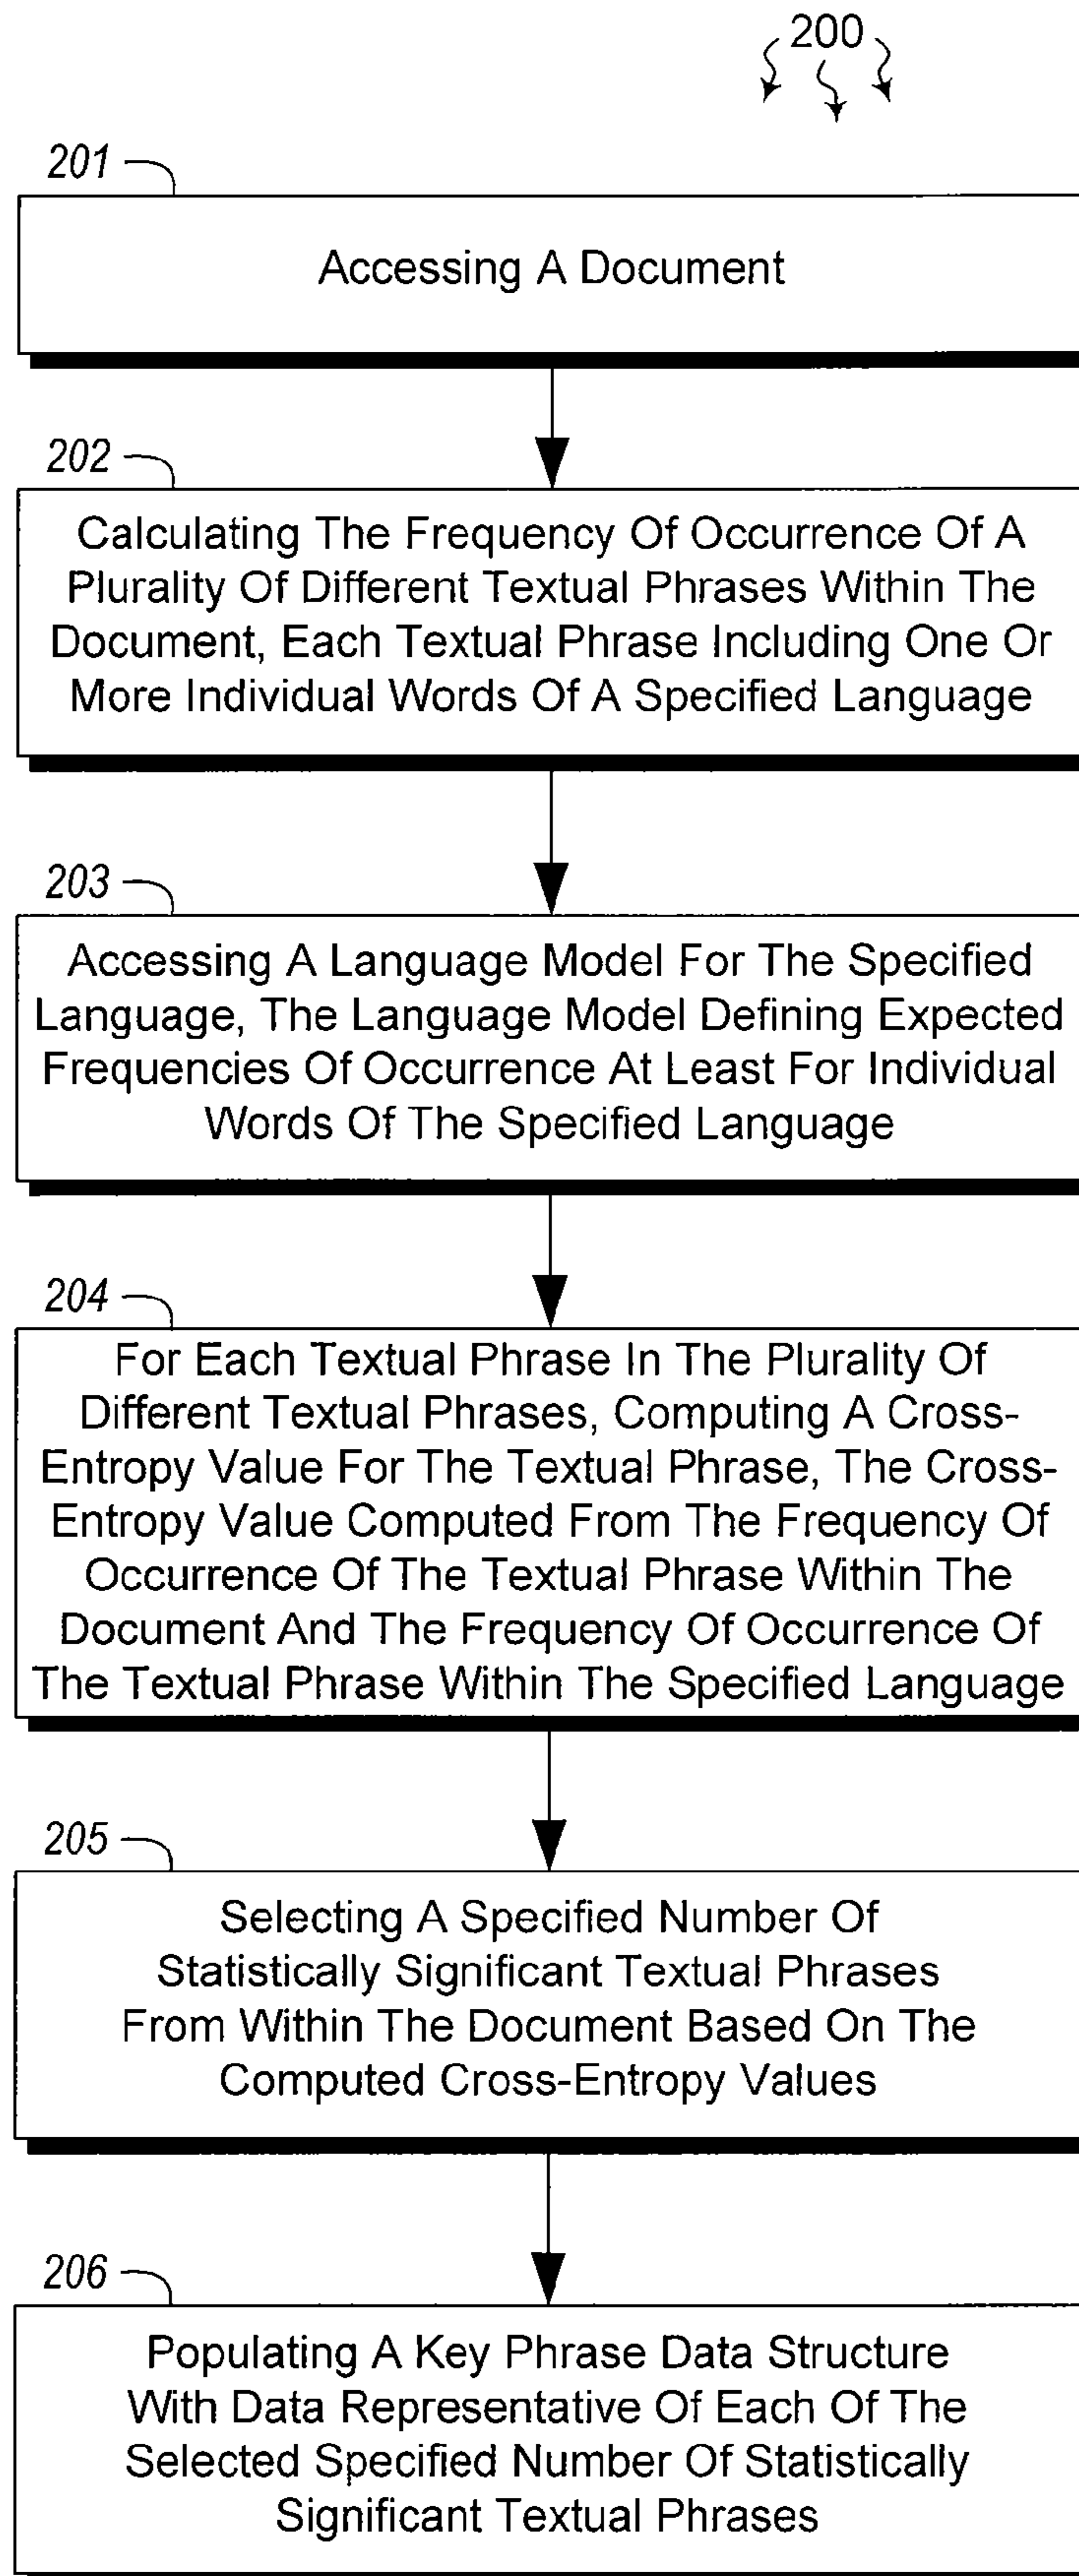 200
201
Accessing A Document
202
Calculating The Frequency Of Occurrence Of A
Plurality Of Different Textual Phrases Within The
Document, Each Textual Phrase Including One Or
More Individual Words Of A Specified Language
203
Accessing A Language Model For The Specified
Language, The Language Model Defining Expected
Frequencies Of Occurrence At Least For Individual
Words Of The Specified Language
204
For Each Textual Phrase In The Plurality Of
Different Textual Phrases, Computing A Cross-
Entropy Value For The Textual Phrase, The Cross-
Entropy Value Computed From The Frequency Of
Occurrence Of The Textual Phrase Within The
Document And The Frequency Of Occurrence Of
The Textual Phrase Within The Specified Language
205
Selecting A Specified Number Of
Statistically Significant Textual Phrases
From Within The Document Based On The
Computed Cross-Entropy Values
206
Populating A Key Phrase Data Structure
With Data Representative Of Each Of The
Selected Specified Number Of Statistically
Significant Textual Phrases